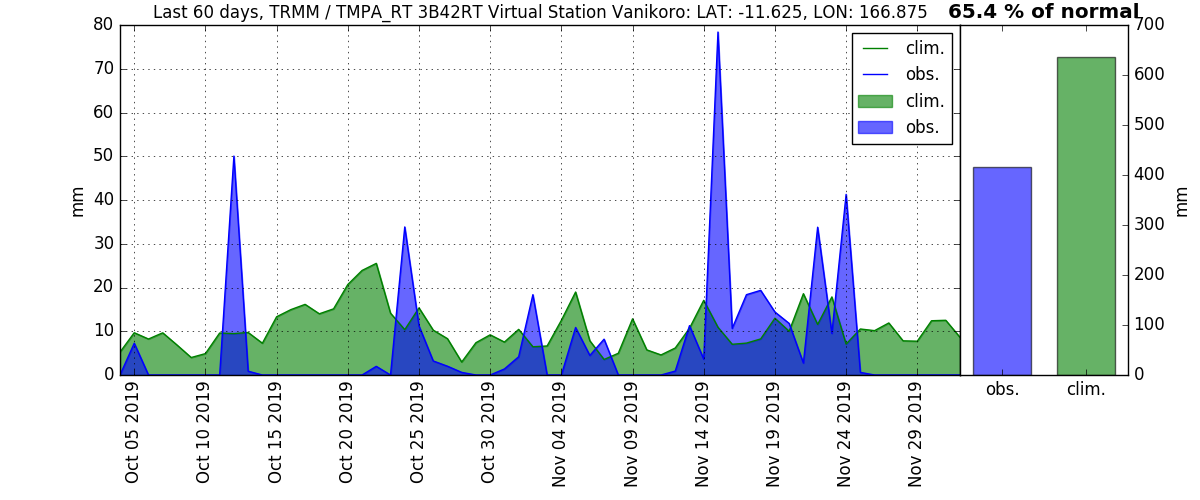 Last 60 days, TRMM / TMPA_RT 3B42RT Virtual Station Vanikoro: LAT: -11.625, LON: 166.875
65.4 % of normal
80
70
60
50
40
30
20
10
0
mm
clim.
obs.
clim.
obs.
Oct 05 2019
Oct 10 2019
Oct 15 2019
Oct 20 2019
Oct 25 2019
Oct 30 2019
Nov 04 2019
Nov 09 2019
Nov 14 2019
Nov 19 2019
Nov 24 2019
Nov 29 2019
700
600
500
400
300
200
100
0
mm
obs.
clim.